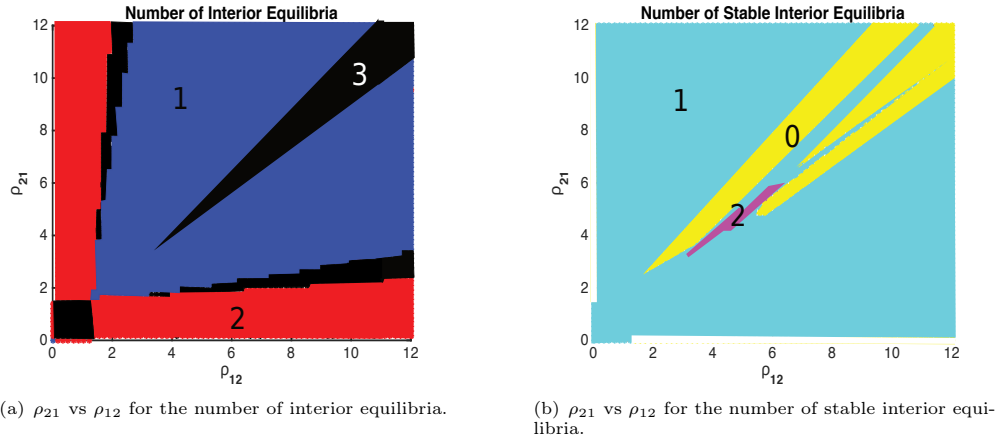 Number of Interior Equilibria
12
10
8
6
4
2
0
ρ21
1
3
2
0 2 4 6 8 10 12
ρ12
(a) ρ21 vs ρ12 for the number of interior equilibria.
Number of Stable Interior Equilibria
12
10
8
6
4
2
0
ρ21
1
0
2
0 2 4 6 8 10 12
ρ12
(b) ρ21 vs ρ12 for the number of stable interior equi-
libria.